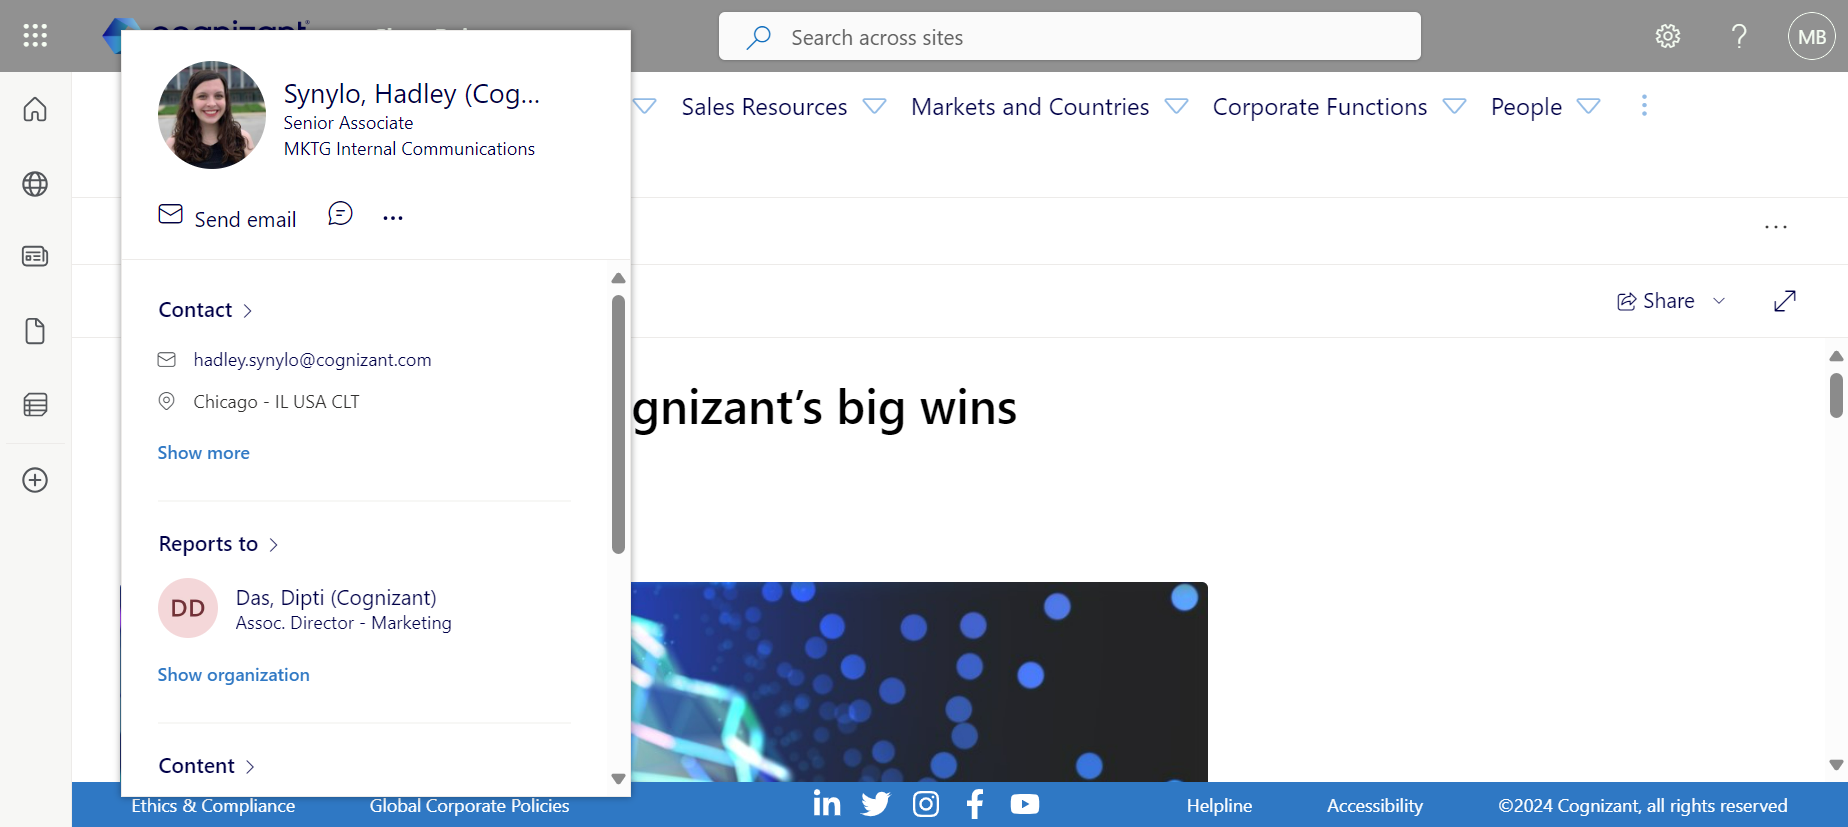 cognizant
Search across sites
MB
Sales Resources
Markets and Countries
Corporate Functions
People
Synylo, Hadley (Cog...
Senior Associate
MKTG Internal Communications
Send email
...
...
Share
Contact
hadley.synylo@cognizant.com
Chicago - IL USA CLT
Show more
gnizant’s big wins
Reports to
DD
Das, Dipti (Cognizant)
Assoc. Director - Marketing
Show organization
Content
Ethics & Compliance
Global Corporate Policies
Helpline
Accessibility
©2024 Cognizant, all rights reserved